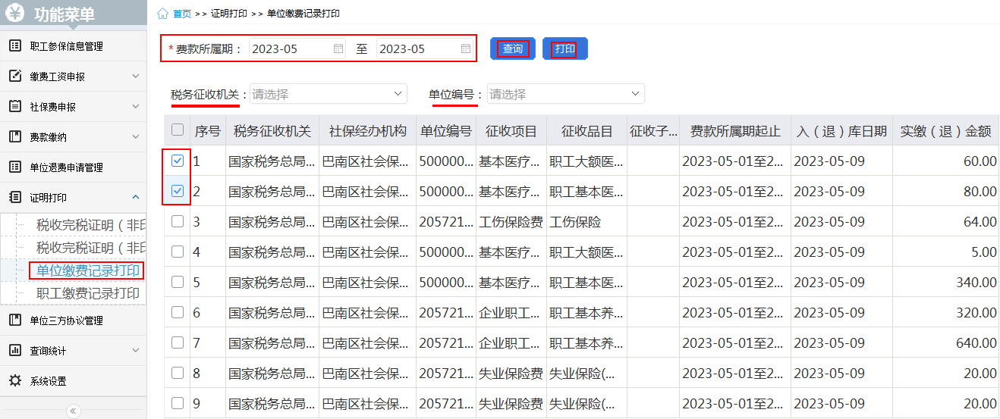 功能菜单
职工参保信息管理
缴费工资申报
社保费申报
费款缴纳
单位退费申请管理
证明打印
税收完税证明（非印
税收完税证明（非印
单位缴费记录打印
职工缴费记录打印
单位三方协议管理
查询统计
系统设置
首页 >> 证明打印 >> 单位缴费记录打印
*费款所属期： 2023-05 至 2023-05 查询 打印
税务征收机关： 请选择 单位编号： 请选择
序号 税务征收机关 社保经办机构 单位编号 征收项目 征收品目 征收子... 费款所属期起止 入（退）库日期 实缴（退）金额
1 国家税务总局... 巴南区社会保... 500000... 基本医疗... 职工大额医... 2023-05-01至2... 2023-05-09 60.00
2 国家税务总局... 巴南区社会保... 500000... 基本医疗... 职工基本医... 2023-05-01至2... 2023-05-09 80.00
3 国家税务总局... 巴南区社会保... 205721... 工伤保险费 工伤保险 2023-05-01至2... 2023-05-09 64.00
4 国家税务总局... 巴南区社会保... 500000... 基本医疗... 职工大额医... 2023-05-01至2... 2023-05-09 5.00
5 国家税务总局... 巴南区社会保... 500000... 基本医疗... 职工基本医... 2023-05-01至2... 2023-05-09 340.00
6 国家税务总局... 巴南区社会保... 205721... 企业职工... 职工基本养... 2023-05-01至2... 2023-05-09 320.00
7 国家税务总局... 巴南区社会保... 205721... 企业职工... 职工基本养... 2023-05-01至2... 2023-05-09 640.00
8 国家税务总局... 巴南区社会保... 205721... 失业保险费 失业保险(... 2023-05-01至2... 2023-05-09 20.00
9 国家税务总局... 巴南区社会保... 205721... 失业保险费 失业保险(... 2023-05-01至2... 2023-05-09 20.00